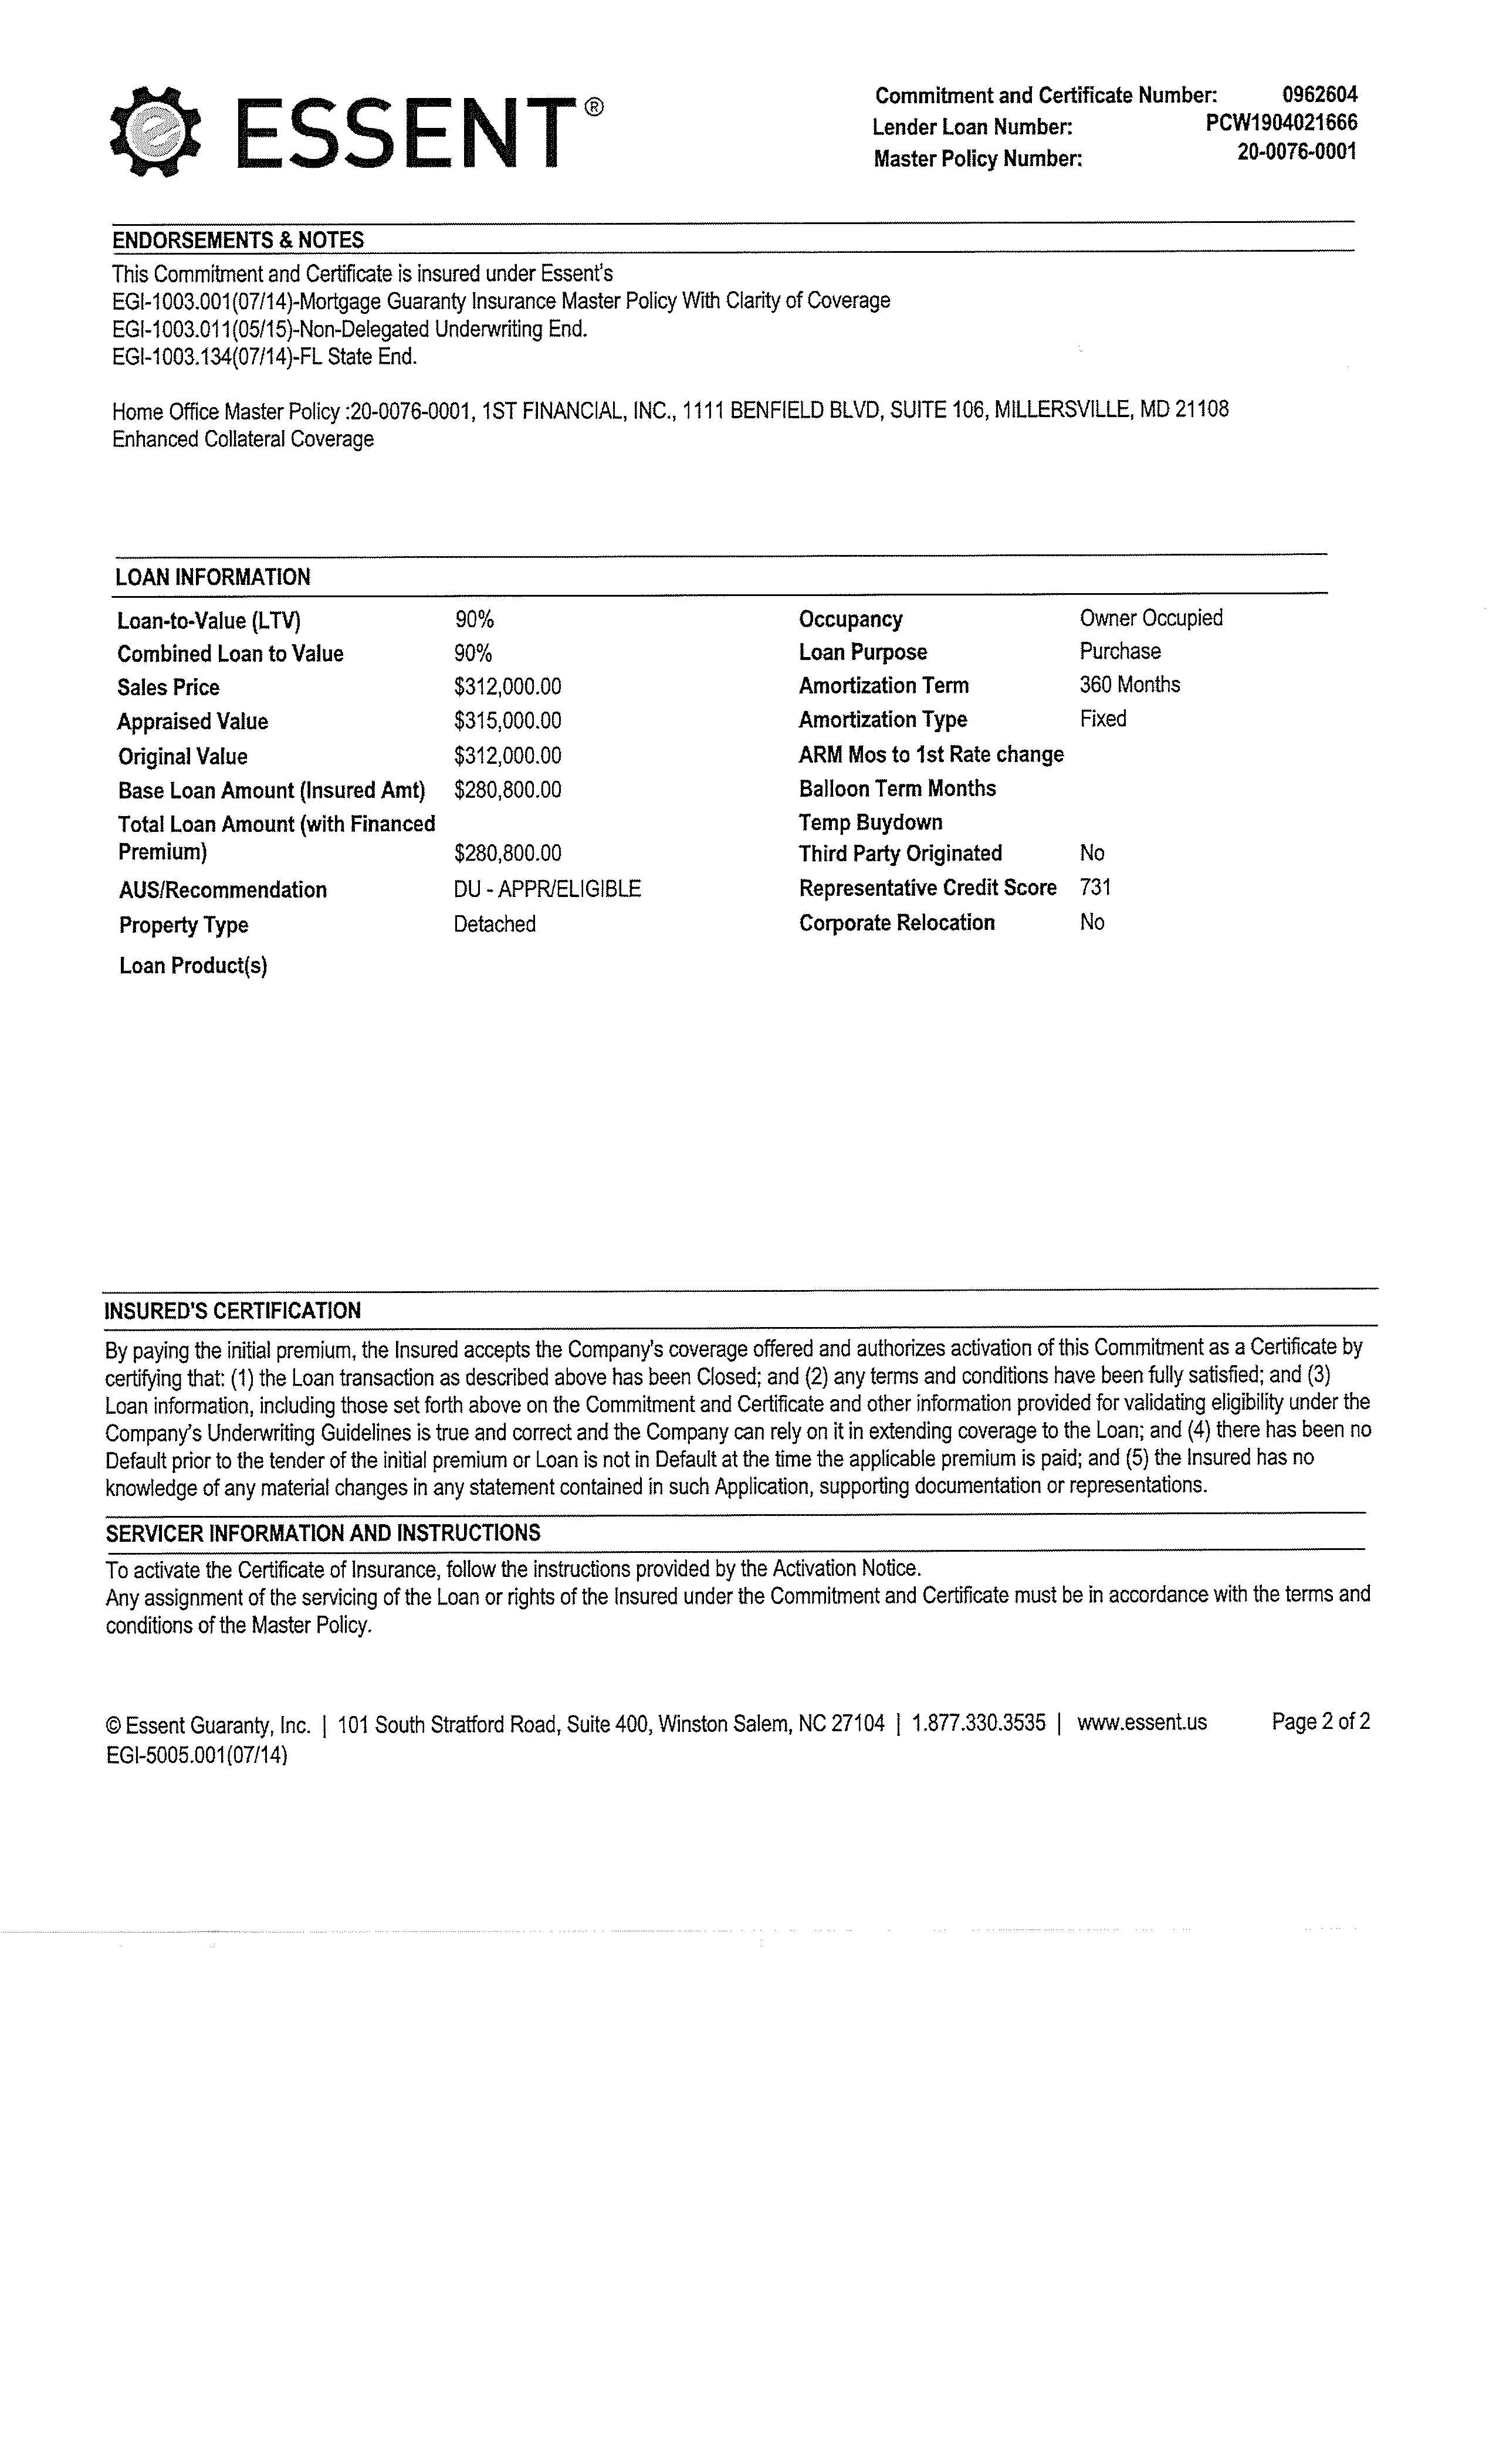 ESSENT®
Commitment and Certificate Number: 0962604
Lender Loan Number: PCW1904021666
Master Policy Number: 20-0076-0001
ENDORSEMENTS & NOTES
This Commitment and Certificate is insured under Essent's
EGI-1003.001(07/14)-Mortgage Guaranty Insurance Master Policy With Clarity of Coverage
EGI-1003.011(05/15)-Non-Delegated Underwriting End.
EGI-1003.134(07/14)-FL State End.
Home Office Master Policy :20-0076-0001, 1ST FINANCIAL, INC., 1111 BENFIELD BLVD, SUITE 106, MILLERSVILLE, MD 21108
Enhanced Collateral Coverage
LOAN INFORMATION
Loan-to-Value (LTV) 90% Occupancy Owner Occupied
Combined Loan to Value 90% Loan Purpose Purchase
Sales Price $312,000.00 Amortization Term 360 Months
Appraised Value $315,000.00 Amortization Type Fixed
Original Value $312,000.00 ARM Mos to 1st Rate change
Base Loan Amount (Insured Amt) $280,800.00 Balloon Term Months
Total Loan Amount (with Financed Temp Buydown
Premium) $280,800.00 Third Party Originated No
AUS/Recommendation DU - APPR/ELIGIBLE Representative Credit Score 731
Property Type Detached Corporate Relocation No
Loan Product(s)
INSURED'S CERTIFICATION
By paying the initial premium, the Insured accepts the Company's coverage offered and authorizes activation of this Commitment as a Certificate by
certifying that: (1) the Loan transaction as described above has been Closed; and (2) any terms and conditions have been fully satisfied; and (3)
Loan information, including those set forth above on the Commitment and Certificate and other information provided for validating eligibility under the
Company's Underwriting Guidelines is true and correct and the Company can rely on it in extending coverage to the Loan; and (4) there has been no
Default prior to the tender of the initial premium or Loan is not in Default at the time the applicable premium is paid; and (5) the Insured has no
knowledge of any material changes in any statement contained in such Application, supporting documentation or representations.
SERVICER INFORMATION AND INSTRUCTIONS
To activate the Certificate of Insurance, follow the instructions provided by the Activation Notice.
Any assignment of the servicing of the Loan or rights of the Insured under the Commitment and Certificate must be in accordance with the terms and
conditions of the Master Policy.
© Essent Guaranty, Inc. | 101 South Stratford Road, Suite 400, Winston Salem, NC 27104 | 1.877.330.3535 | www.essent.us Page 2 of 2
EGI-5005.001(07/14)